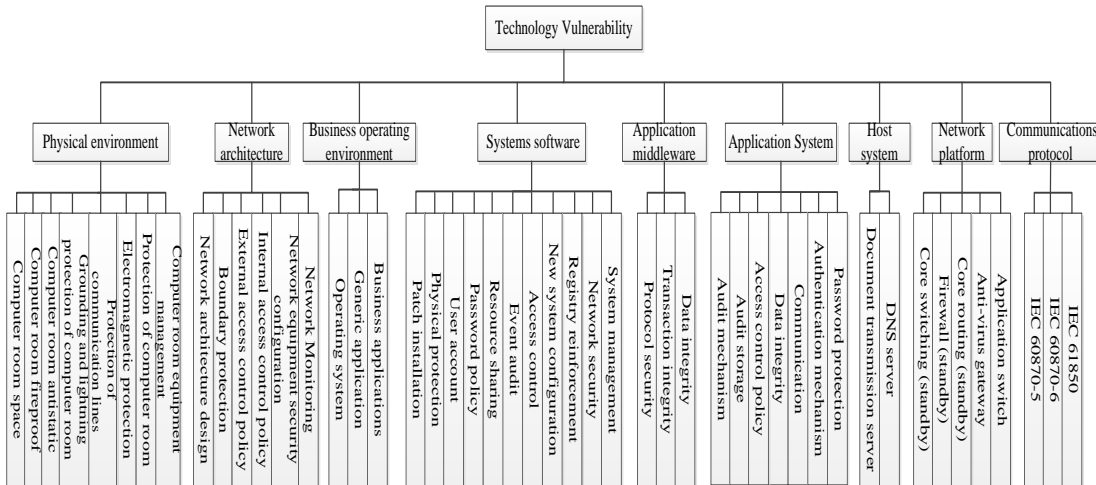 Technology Vulnerability
Physical environment
Network
architecture
Business operating
environment
Systems software
Application
middleware
Application System
Host
system
Network
platform
Communications
protocol
Computer room space
Computer room fireproof
Computer room antistatic
protection of computer room
Grounding and lightning
communication lines
Protection of
Electromagnetic protection
Protection of computer room
management
Computer room equipment
Network architecture design
Boundary protection
External access control policy
Internal access control policy
configuration
Network equipment security
Network Monitoring
Operating system
Generic application
Business applications
Patch installation
Physical protection
User account
Password policy
Resource sharing
Event audit
Access control
New system configuration
Registry reinforcement
Network security
System management
Protocol security
Transaction integrity
Data integrity
Audit mechanism
Audit storage
Access control policy
Data integrity
Communication
Authentication mechanism
Password protection
Document transmission server
DNS server
Core switching (standby)
Firewall (standby)
Core routing (standby)
Anti-virus gateway
Application switch
IEC 60870-5
IEC 60870-6
IEC 61850